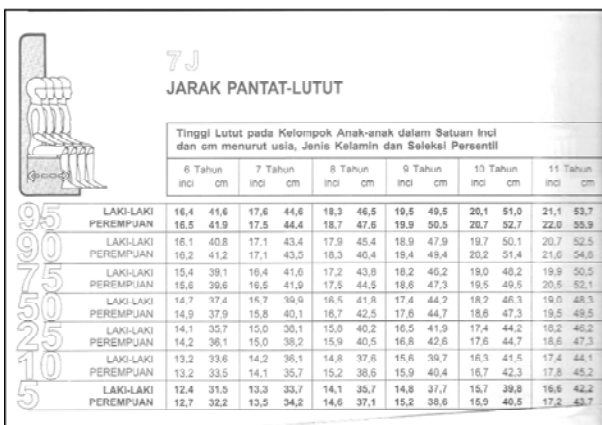 7 J
JARAK PANTAT-LUTUT
Tinggi Lutut pada Kelompok Anak-anak dalam Satuan Inci
dan cm menurut usia, Jenis Kelamin dan Seleksi Persentil
6 Tahun 7 Tahun 8 Tahun 9 Tahun 10 Tahun 11 Tahun
inci cm inci cm inci cm inci cm inci cm inci cm
95
LAKI-LAKI 16,4 41,6 17,6 44,6 18,3 46,5 19,5 49,5 20,1 51,0 21,1 53,7
PEREMPUAN 16,5 41,9 17,5 44,4 18,7 47,6 19,9 50,5 20,7 52,7 22,0 55,9
90
LAKI-LAKI 16,1 40,8 17,1 43,4 17,9 45,4 18,9 47,9 19,7 50,1 20,7 52,5
PEREMPUAN 16,2 41,2 17,1 43,5 18,3 46,4 19,4 49,4 20,2 51,4 21,6 54,8
75
LAKI-LAKI 15,4 39,1 16,4 41,6 17,2 43,8 18,2 46,2 19,0 48,2 19,9 50,5
PEREMPUAN 15,6 39,6 16,5 41,9 17,5 44,5 18,6 47,3 19,5 49,5 20,5 52,1
50
LAKI-LAKI 14,7 37,4 15,7 39,9 16,5 41,8 17,4 44,2 18,2 46,3 19,0 48,3
PEREMPUAN 14,9 37,9 15,8 40,1 16,7 42,5 17,6 44,7 18,6 47,3 19,5 49,5
25
LAKI-LAKI 14,1 35,7 15,0 38,1 15,8 40,2 16,5 41,9 17,4 44,2 18,2 46,2
PEREMPUAN 14,2 36,1 15,0 38,2 15,9 40,5 16,8 42,6 17,6 44,7 18,6 47,3
10
LAKI-LAKI 13,2 33,6 14,2 36,1 14,8 37,6 15,6 39,7 16,3 41,5 17,4 44,1
PEREMPUAN 13,2 33,5 14,1 35,7 15,2 38,6 15,9 40,4 16,7 42,3 17,8 45,2
5
LAKI-LAKI 12,4 31,5 13,3 33,7 14,1 35,7 14,8 37,7 15,7 39,8 16,6 42,2
PEREMPUAN 12,7 32,2 13,5 34,2 14,6 37,1 15,2 38,6 15,9 40,5 17,2 43,7